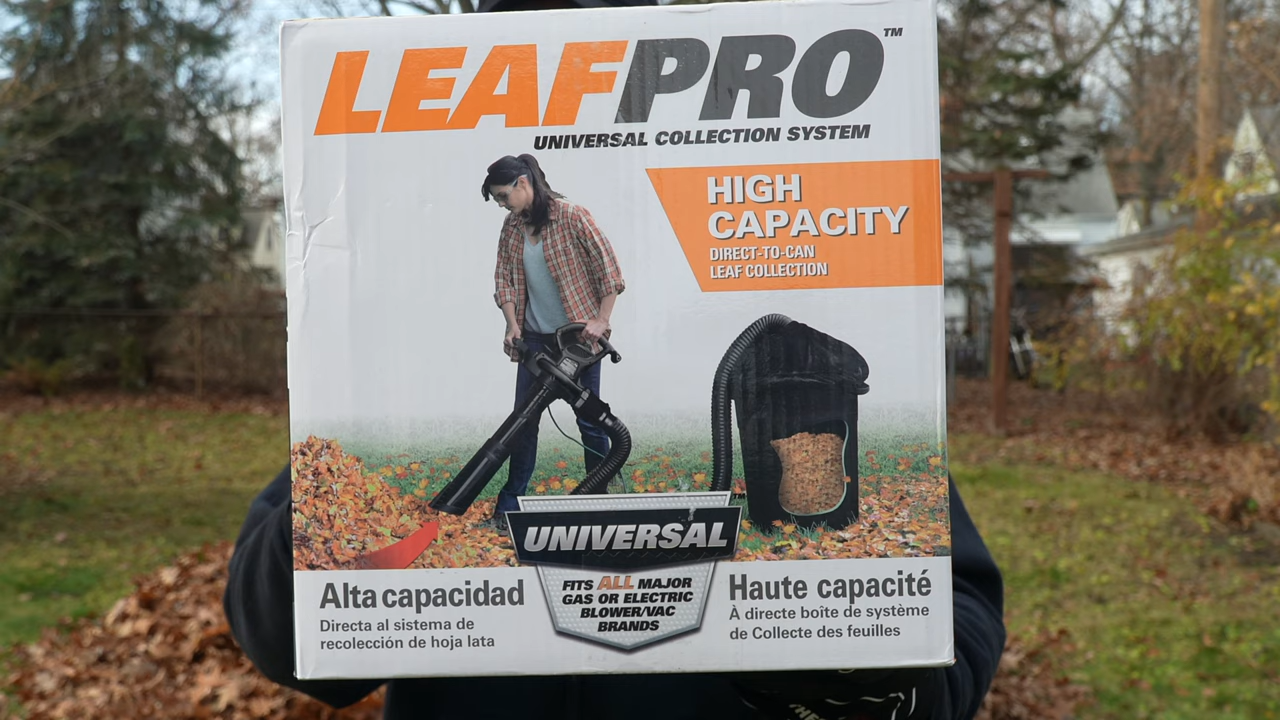 LEAFPRO™
UNIVERSAL COLLECTION SYSTEM
HIGH
CAPACITY
DIRECT-TO-CAN
LEAF COLLECTION
UNIVERSAL
FITS ALL MAJOR
GAS OR ELECTRIC
BLOWER/VAC
BRANDS
Alta capacidad
Directa al sistema de
recolección de hoja lata
Haute capacité
À directe boîte de système
de Collecte des feuilles